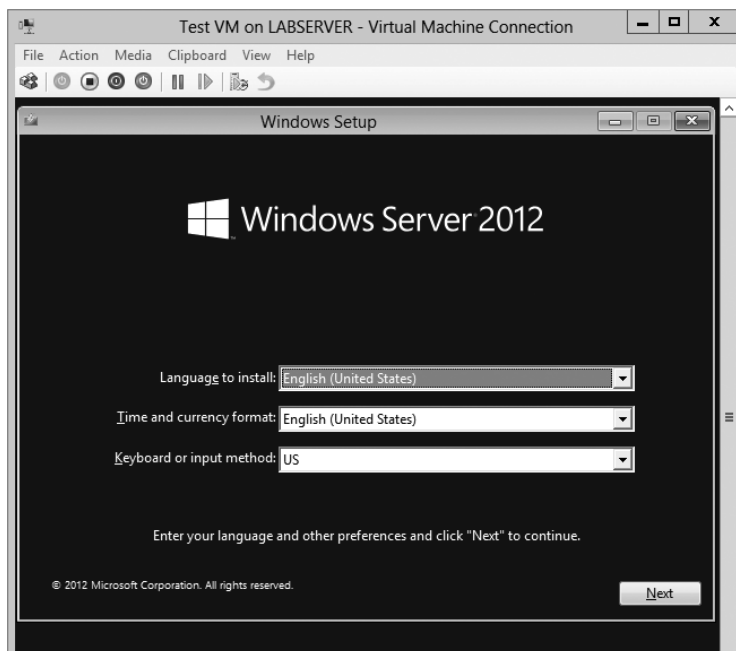 Test VM on LABSERVER - Virtual Machine Connection
File Action Media Clipboard View Help
Windows Setup
Windows Server 2012
Language to install: English (United States)
Time and currency format: English (United States)
Keyboard or input method: US
Enter your language and other preferences and click "Next" to continue.
© 2012 Microsoft Corporation. All rights reserved.
Next